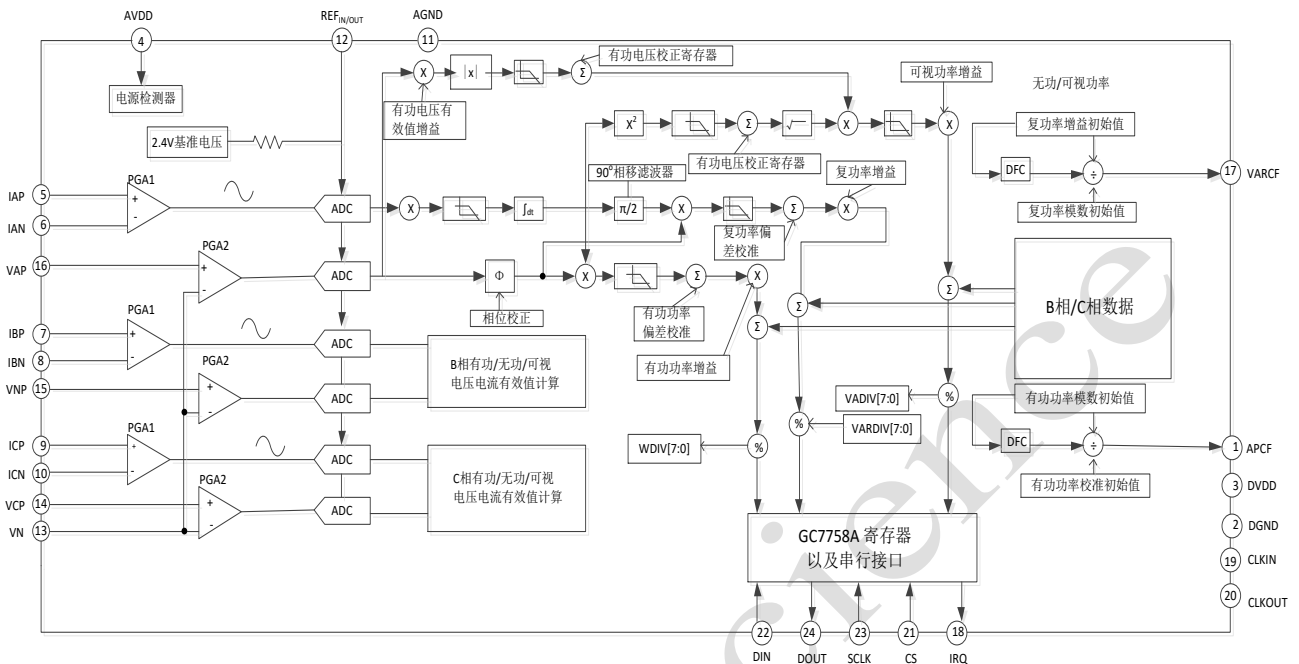 AVDD
REFIN/OUT
AGND
4
12
11
电源检测器
2.4V基准电压
X
|x|
Σ
有功电压校正寄存器
有功电压有
效值增益
可视功率增益
无功/可视功率
X²
Σ
√
X
X
有功电压校正寄存器
复功率增益初始值
DFC
÷
17
VARCF
复功率模数初始值
IAP
5
IAN
6
PGA1
+
-
ADC
X
∫dt
90°相移滤波器
π/2
X
Σ
X
复功率增益
复功率偏
差校准
VAP
16
PGA2
+
-
ADC
Φ
相位校正
X
Σ
X
有功功率
偏差校准
有功功率增益
Σ
Σ
Σ
B相/C相数据
IBP
7
IBN
8
PGA1
+
-
ADC
VNP
15
PGA2
+
-
ADC
B相有功/无功/可视
电压电流有效值计算
ICP
9
ICN
10
PGA1
+
-
ADC
VCP
14
VN
13
PGA2
+
-
ADC
C相有功/无功/可视
电压电流有效值计算
WDIV[7:0]
%
%
VADIV[7:0]
%
VARDIV[7:0]
有功功率模数初始值
DFC
÷
有功功率校准初始值
1
APCF
3
DVDD
2
DGND
19
CLKIN
20
CLKOUT
GC7758A 寄存器
以及串行接口
22
24
23
21
18
DIN
DOUT
SCLK
CS
IRQ
cience